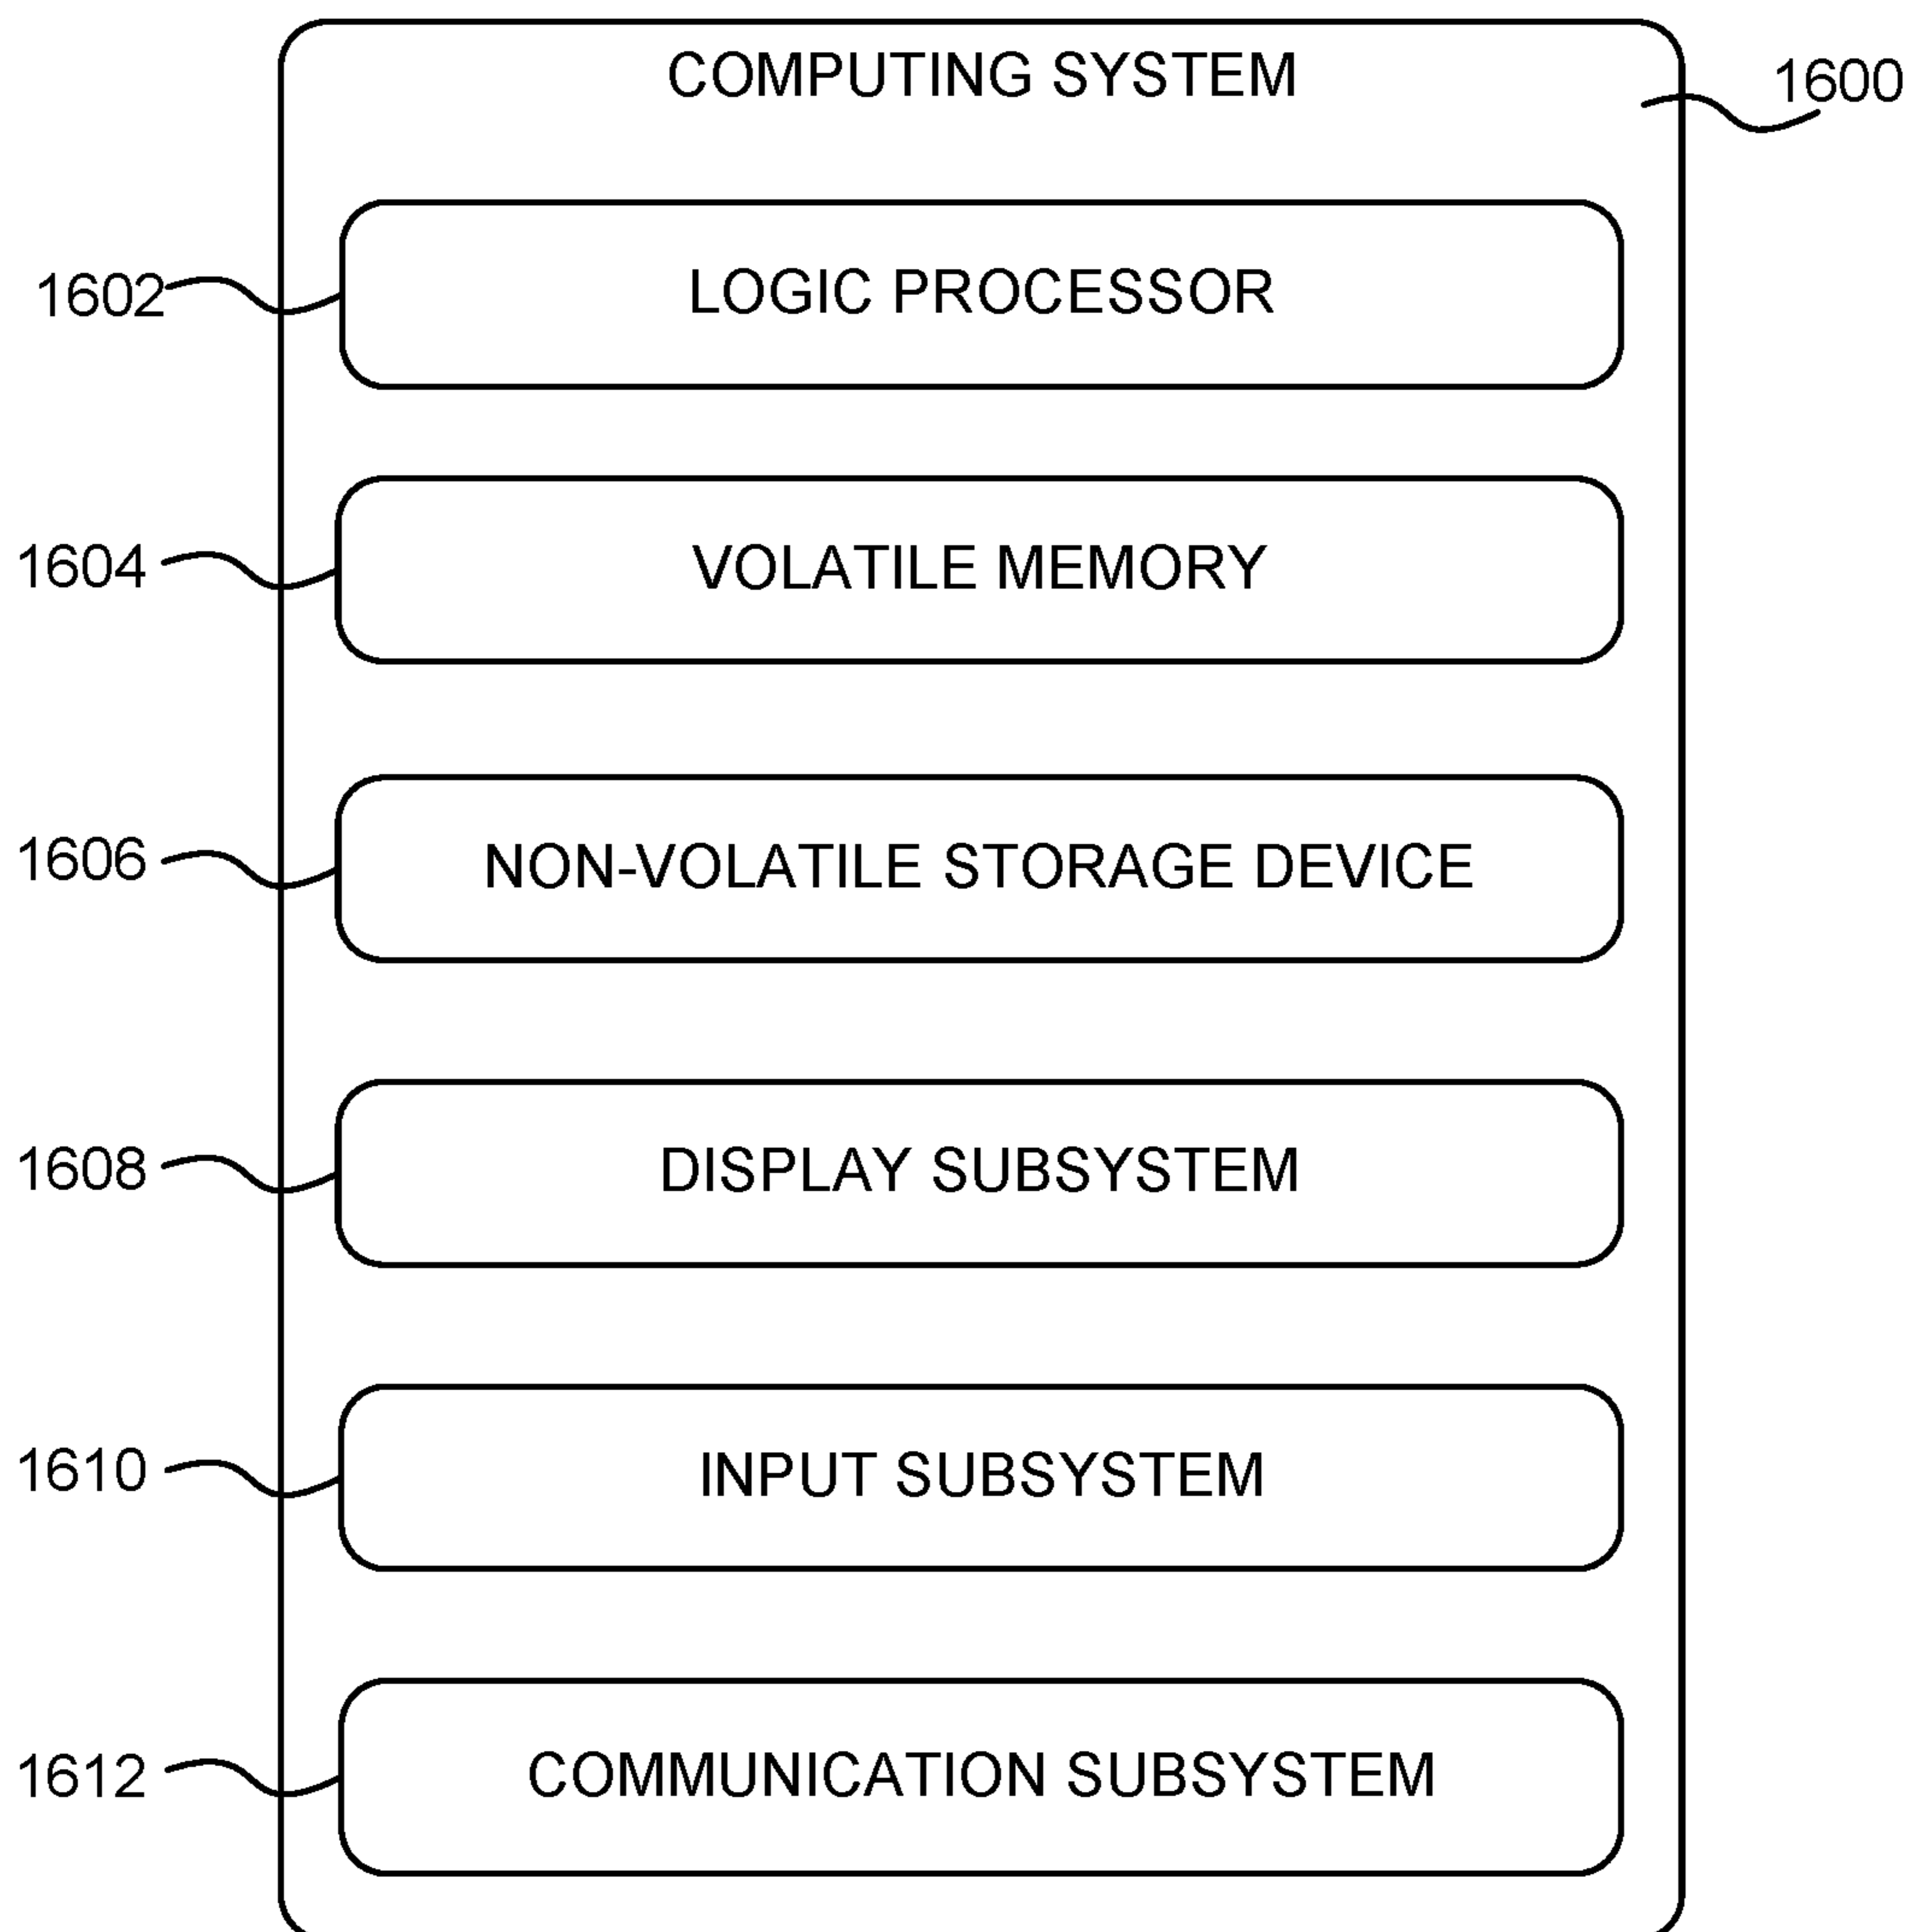 COMPUTING SYSTEM
1600
1602
LOGIC PROCESSOR
1604
VOLATILE MEMORY
1606
NON-VOLATILE STORAGE DEVICE
1608
DISPLAY SUBSYSTEM
1610
INPUT SUBSYSTEM
1612
COMMUNICATION SUBSYSTEM